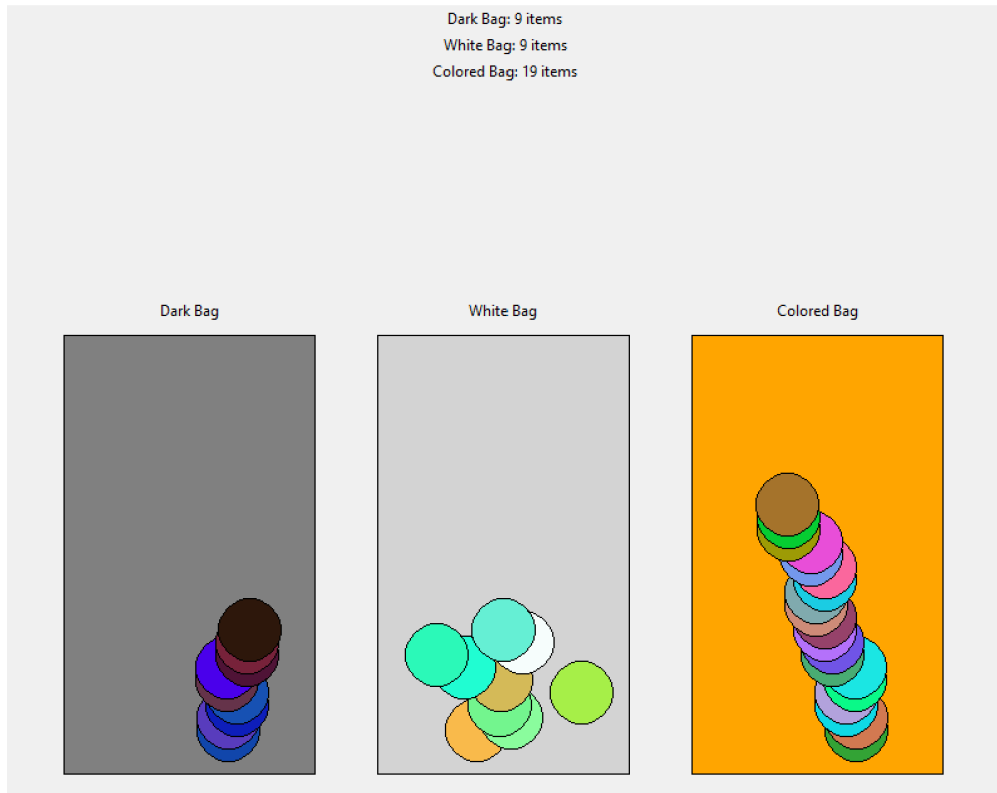 Dark Bag: 9 items
White Bag: 9 items
Colored Bag: 19 items
Dark Bag
White Bag
Colored Bag